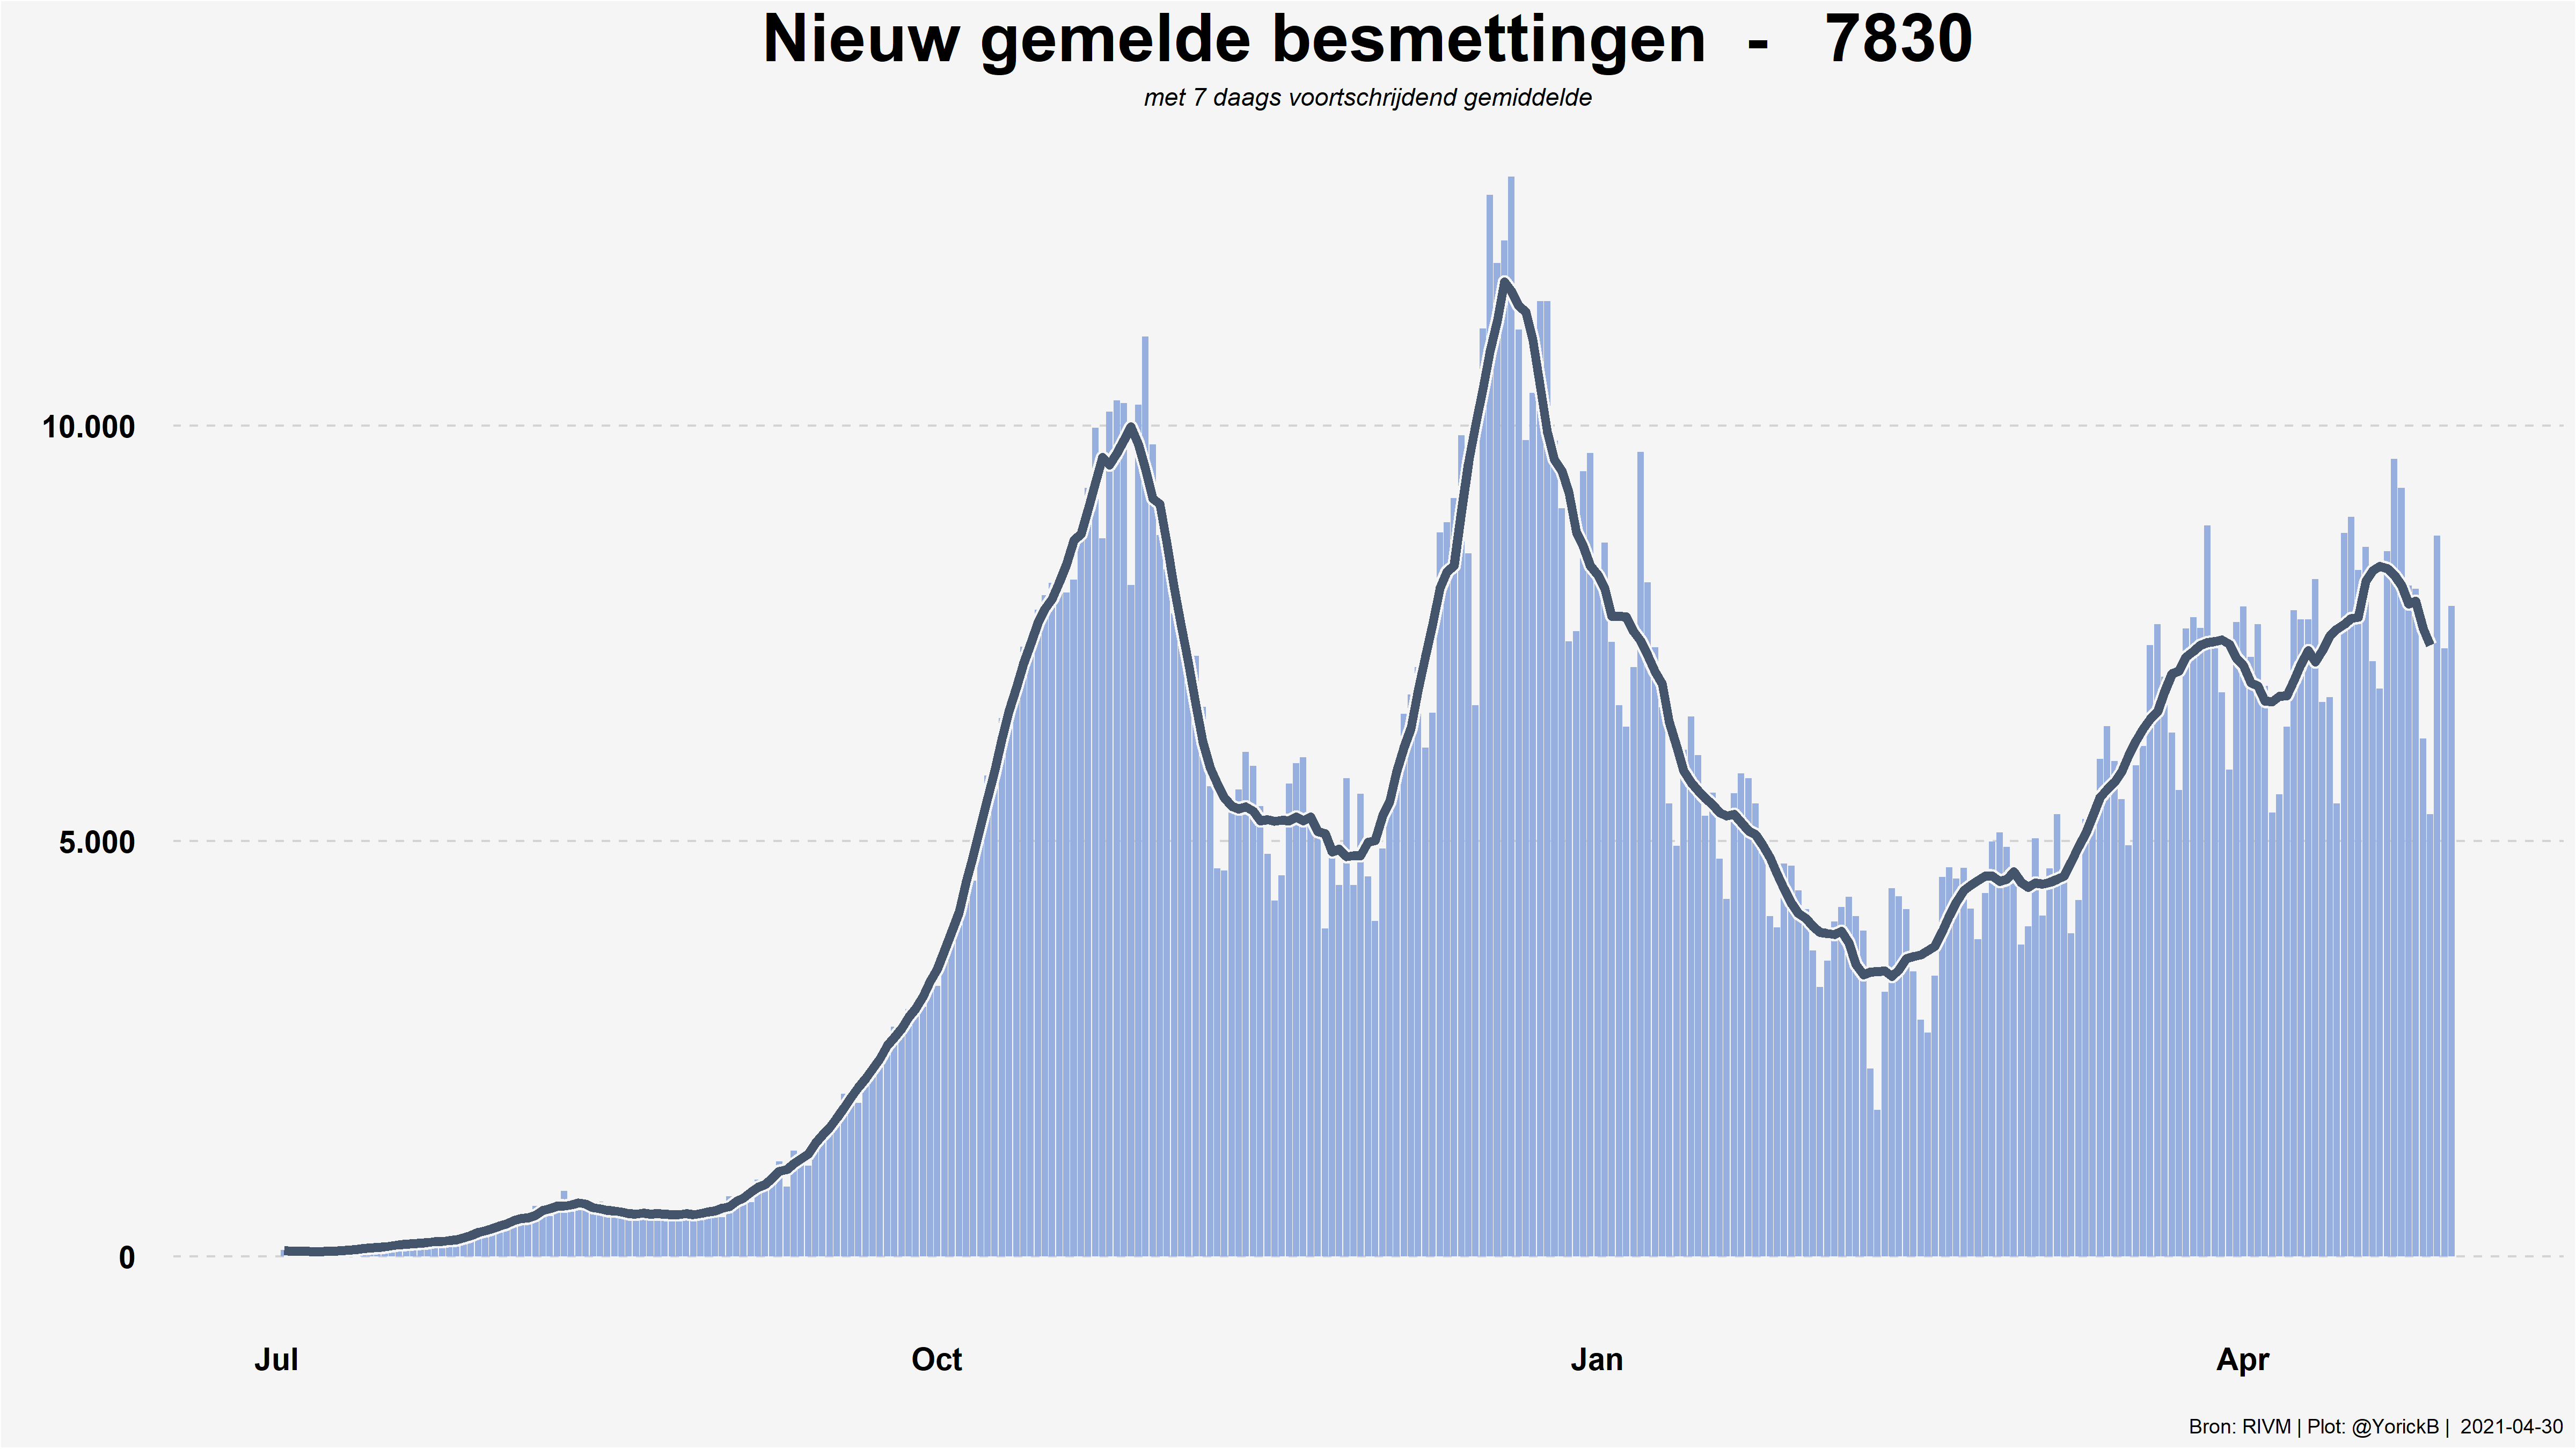 Nieuw gemelde besmettingen - 7830
met 7 daags voortschrijdend gemiddelde
10.000
5.000
0
Jul Oct Jan Apr
Bron: RIVM | Plot: @YorickB | 2021-04-30